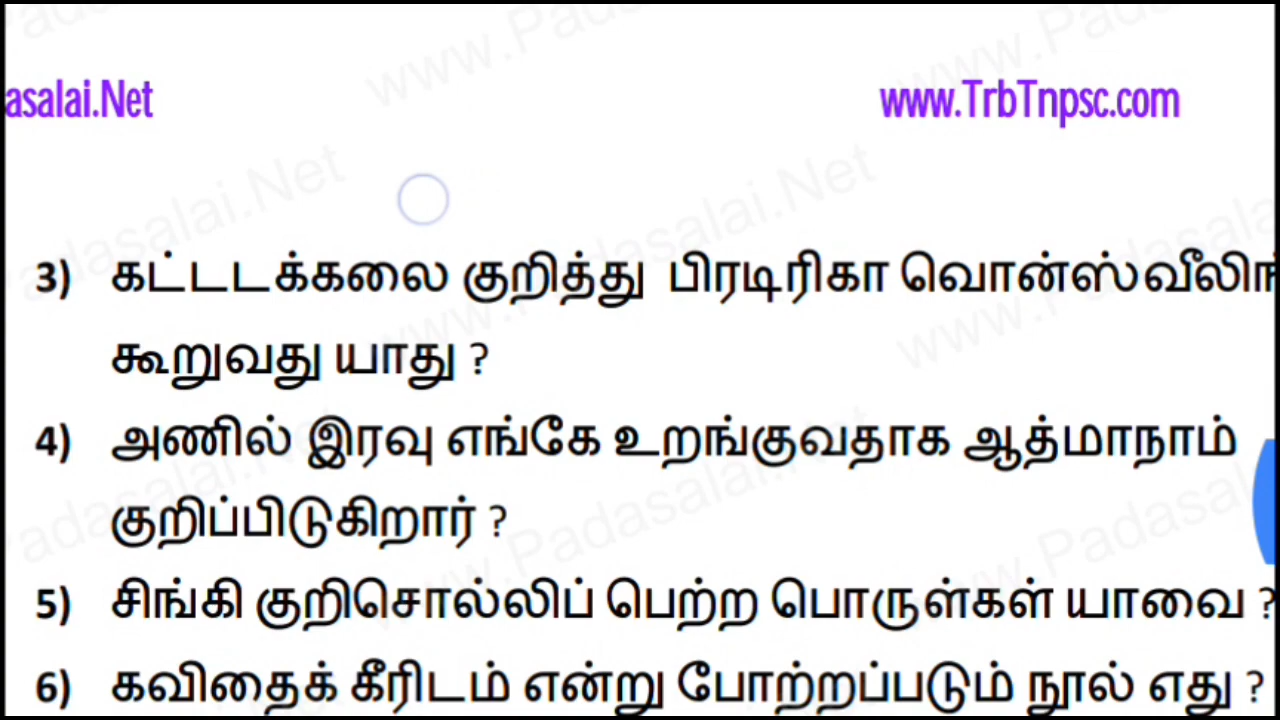 asalai.Net www.TrbTnpsc.com
3) கட்டடக்கலை குறித்து பிரடிரிகா வொன்ஸ்வீலிங்
கூறுவது யாது ?
4) அணில் இரவு எங்கே உறங்குவதாக ஆத்மாநாம்
குறிப்பிடுகிறார் ?
5) சிங்கி குறிசொல்லிப் பெற்ற பொருள்கள் யாவை ?
6) கவிதைக் கீரிடம் என்று போற்றப்படும் நூல் எது ?